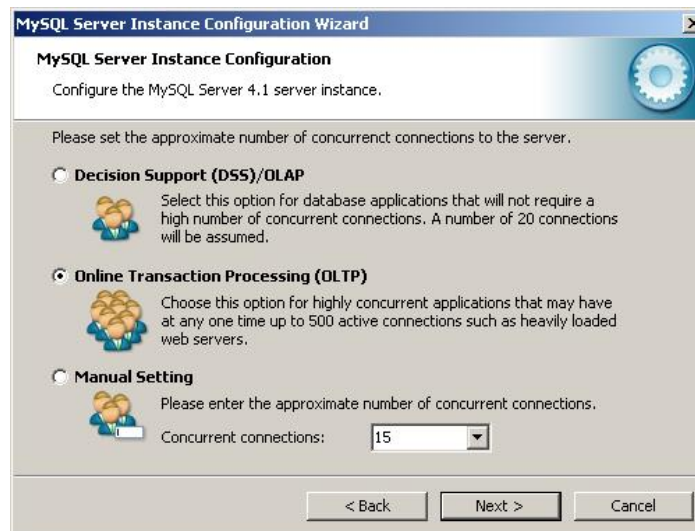 MySQL Server Instance Configuration Wizard
MySQL Server Instance Configuration
Configure the MySQL Server 4.1 server instance.
Please set the approximate number of concurrenct connections to the server.
Decision Support (DSS)/OLAP
Select this option for database applications that will not require a
high number of concurrent connections. A number of 20 connections
will be assumed.
Online Transaction Processing (OLTP)
Choose this option for highly concurrent applications that may have
at any one time up to 500 active connections such as heavily loaded
web servers.
Manual Setting
Please enter the approximate number of concurrent connections.
Concurrent connections: 15
< Back Next > Cancel